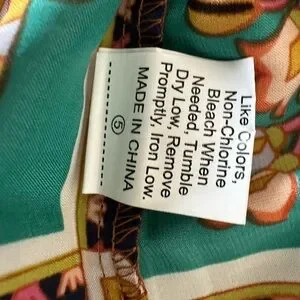 Like Colors,
Non-Chlorine
Bleach When
Needed, Tumble
Dry Low, Remove
Promptly, Iron Low.
MADE IN CHINA
⑤